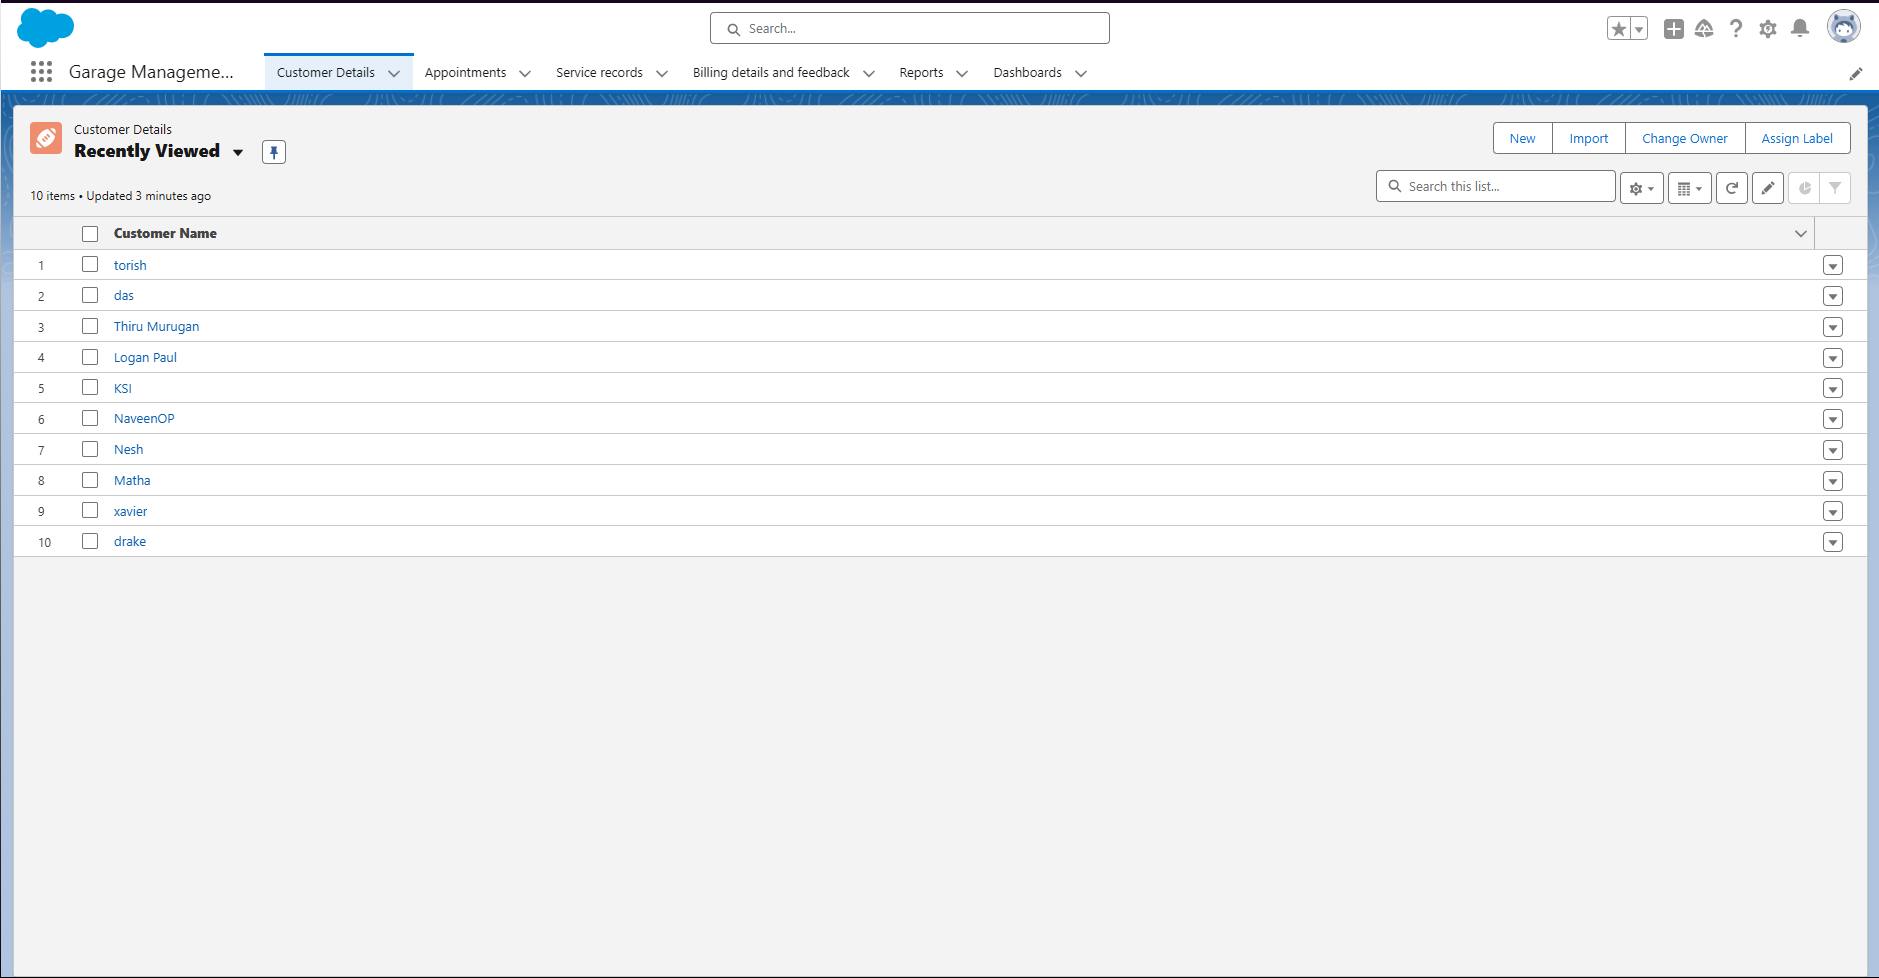 Search...
Garage Manageme...
Customer Details
Appointments
Service records
Billing details and feedback
Reports
Dashboards
Customer Details
Recently Viewed
New
Import
Change Owner
Assign Label
10 items • Updated 3 minutes ago
Search this list...
Customer Name
1 torish
2 das
3 Thiru Murugan
4 Logan Paul
5 KSI
6 NaveenOP
7 Nesh
8 Matha
9 xavier
10 drake